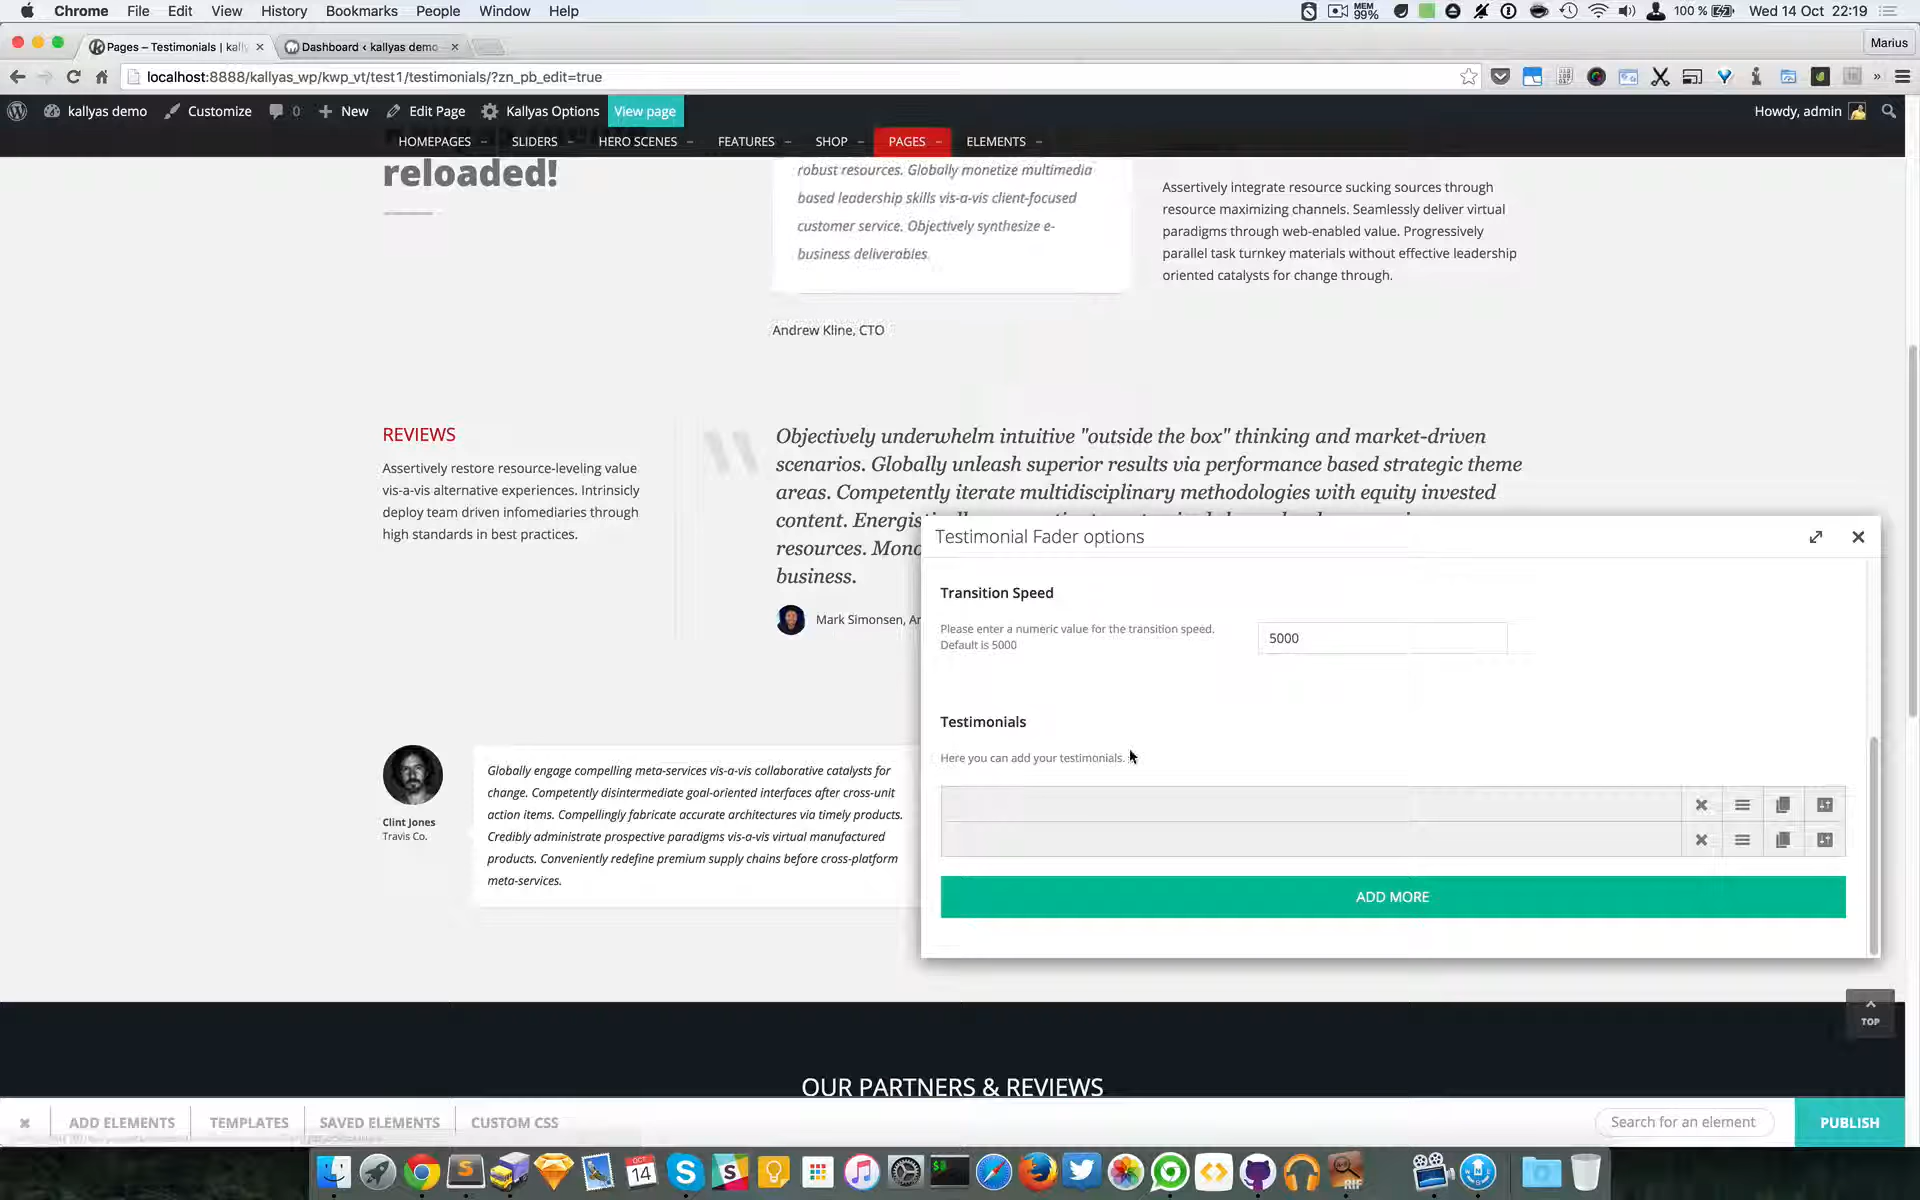 Chrome File Edit View History Bookmarks People Window Help
MEM 99% 100 % Wed 14 Oct 22:19
Pages – Testimonials | kally Dashboard ‹ kallyas demo
Marius
localhost:8888/kallyas_wp/kwp_vt/test1/testimonials/?zn_pb_edit=true
kallyas demo Customize 0 New Edit Page Kallyas Options View page Howdy, admin
HOMEPAGES SLIDERS HERO SCENES FEATURES SHOP PAGES ELEMENTS
reloaded!
robust resources. Globally monetize multimedia
based leadership skills vis-a-vis client-focused
customer service. Objectively synthesize e-
business deliverables.
Andrew Kline, CTO
Assertively integrate resource sucking sources through
resource maximizing channels. Seamlessly deliver virtual
paradigms through web-enabled value. Progressively
parallel task turnkey materials without effective leadership
oriented catalysts for change through.
REVIEWS
Assertively restore resource-leveling value
vis-a-vis alternative experiences. Intrinsicly
deploy team driven infomediaries through
high standards in best practices.
Objectively underwhelm intuitive "outside the box" thinking and market-driven
scenarios. Globally unleash superior results via performance based strategic theme
areas. Competently iterate multidisciplinary methodologies with equity invested
content.
resources.
business.
Mark Simonsen,
Testimonial Fader options
Transition Speed
Please enter a numeric value for the transition speed.
Default is 5000
5000
Testimonials
Here you can add your testimonials.
ADD MORE
Clint Jones
Travis Co.
Globally engage compelling meta-services vis-a-vis collaborative catalysts for
change. Competently disintermediate goal-oriented interfaces after cross-unit
action items. Compellingly fabricate accurate architectures via timely products.
Credibly administrate prospective paradigms vis-a-vis virtual manufactured
products. Conveniently redefine premium supply chains before cross-platform
meta-services.
TOP
OUR PARTNERS & REVIEWS
ADD ELEMENTS TEMPLATES SAVED ELEMENTS CUSTOM CSS Search for an element PUBLISH
OCT
14
RIF